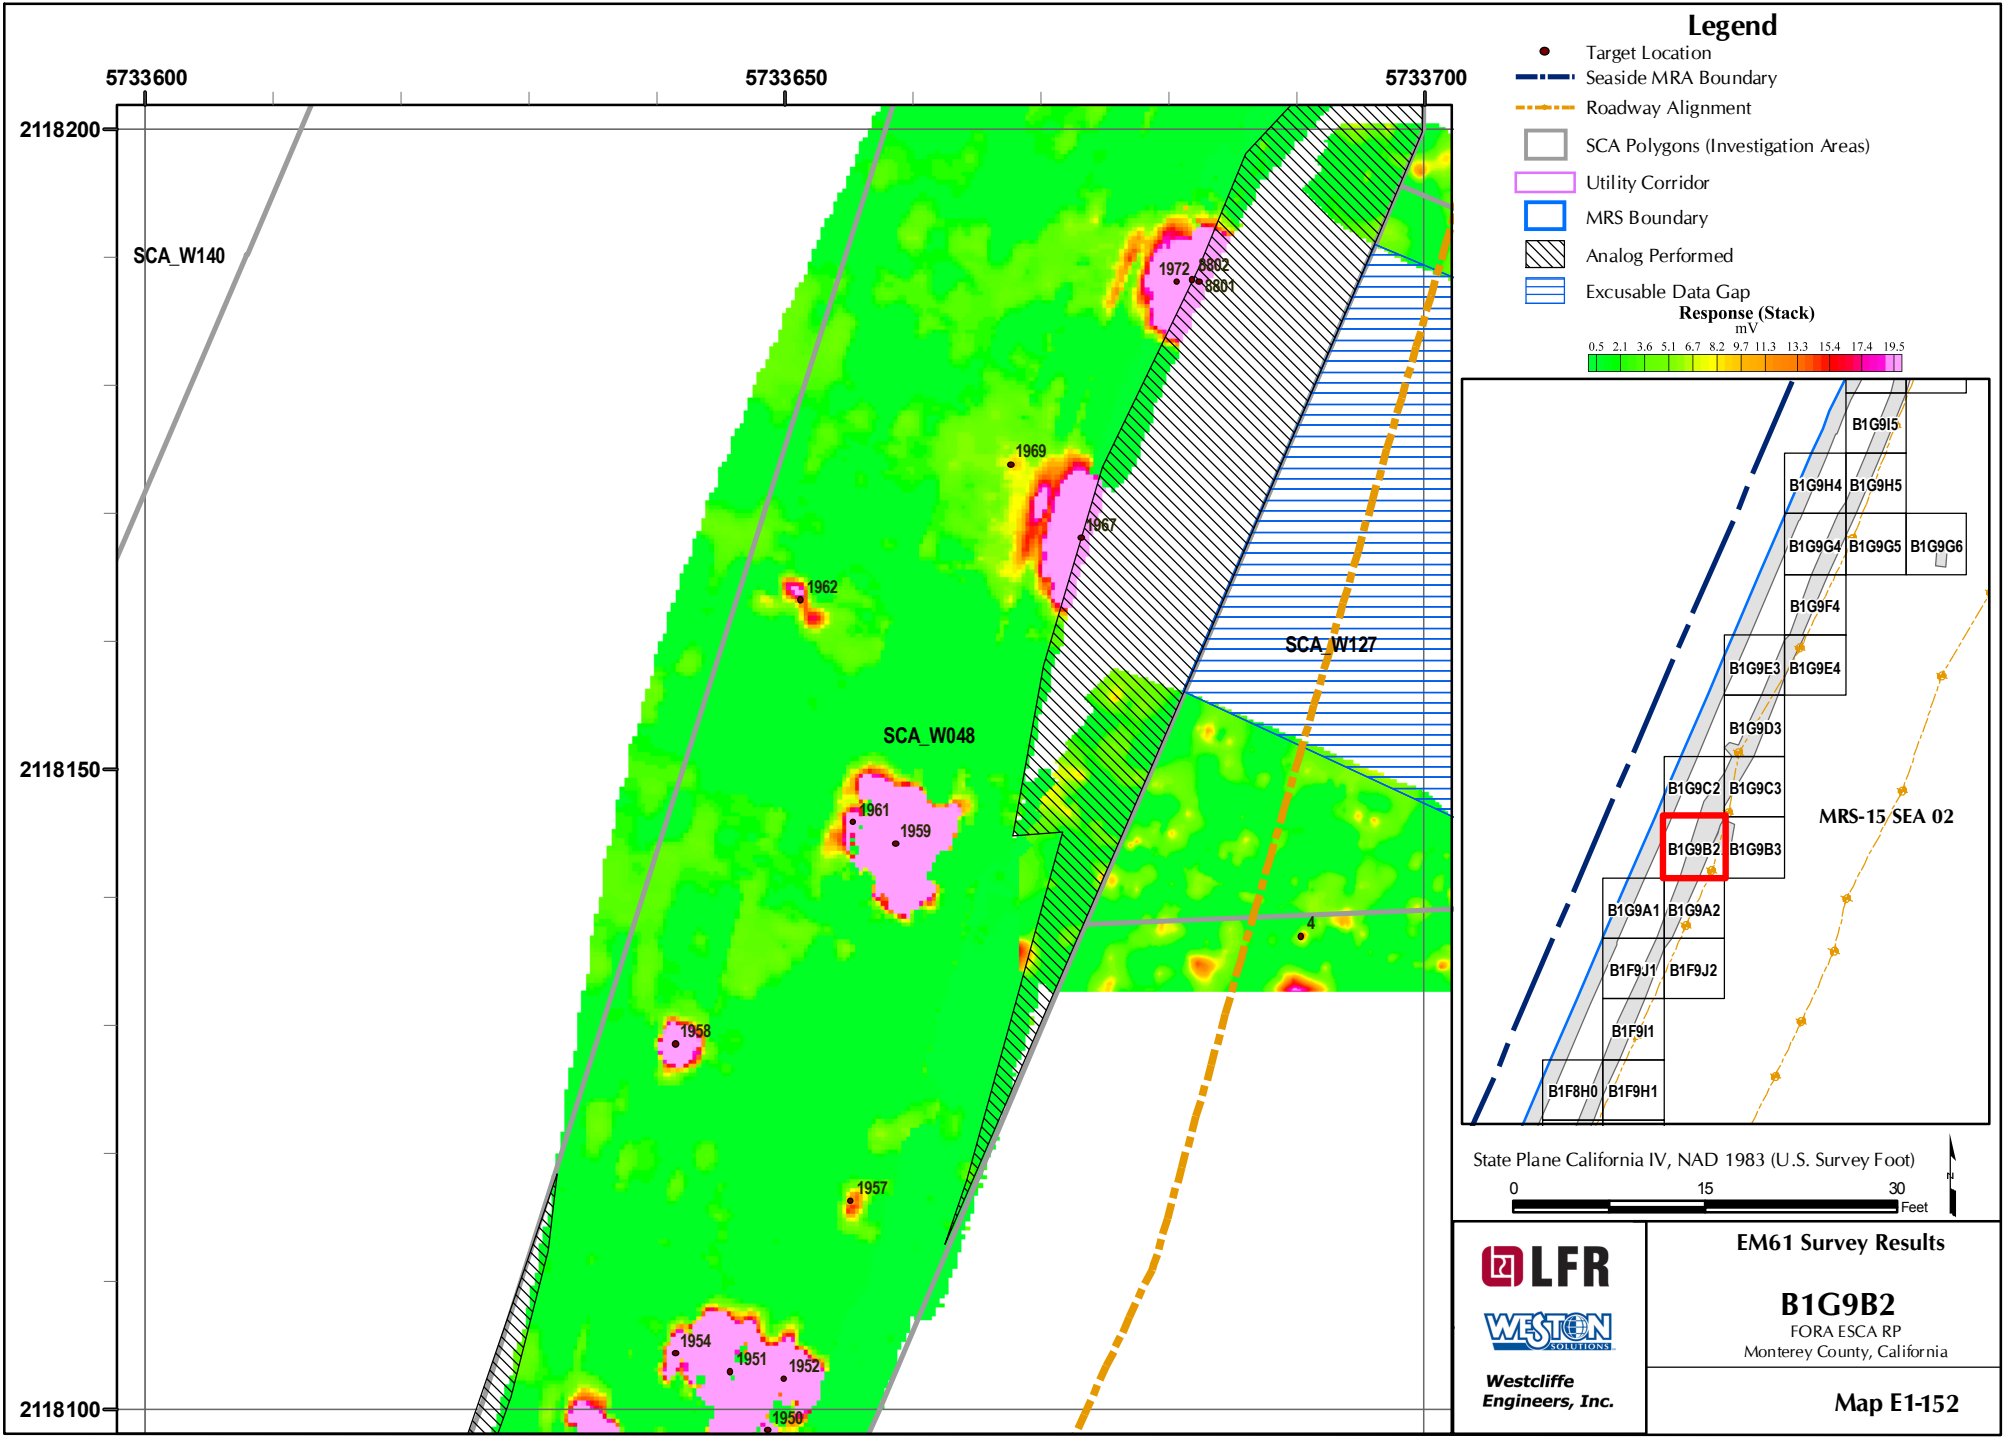 Legend
Target Location
Seaside MRA Boundary
Roadway Alignment
SCA Polygons (Investigation Areas)
Utility Corridor
MRS Boundary
Analog Performed
Excusable Data Gap
Response (Stack)
mV
0.5 2.1 3.6 5.1 6.7 8.2 9.7 11.3 13.3 15.4 17.4 19.5
5733600 5733650 5733700
2118200
2118150
2118100
SCA_W140
1972 8802
8801
1969
1967
1962
SCA_W127
SCA_W048
1961
1959
4
1958
1957
1954
1951
1952
1950
B1G9I5
B1G9H4 B1G9H5
B1G9G4 B1G9G5 B1G9G6
B1G9F4
B1G9E3 B1G9E4
B1G9D3
B1G9C2 B1G9C3
MRS-15 SEA 02
B1G9B2 B1G9B3
B1G9A1 B1G9A2
B1F9J1 B1F9J2
B1F9I1
B1F8H0 B1F9H1
State Plane California IV, NAD 1983 (U.S. Survey Foot)
0 15 30
Feet
N
LFR
WESTON
SOLUTIONS
Westcliffe
Engineers, Inc.
EM61 Survey Results
B1G9B2
FORA ESCA RP
Monterey County, California
Map E1-152